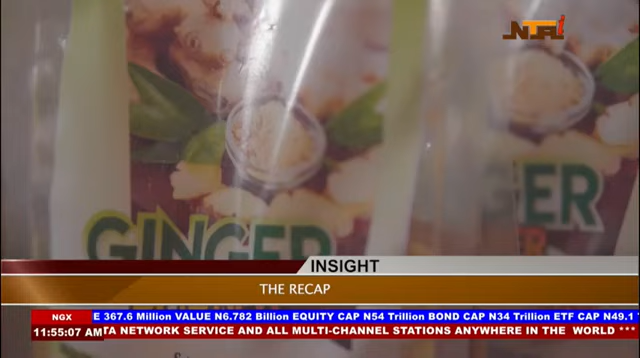 NTA
GINGER
GER
INSIGHT
THE RECAP
NGX
E 367.6 Million VALUE N6.782 Billion EQUITY CAP N54 Trillion BOND CAP N34 Trillion ETF CAP N49.1
11:55:07 AM
TA NETWORK SERVICE AND ALL MULTI-CHANNEL STATIONS ANYWHERE IN THE WORLD ***